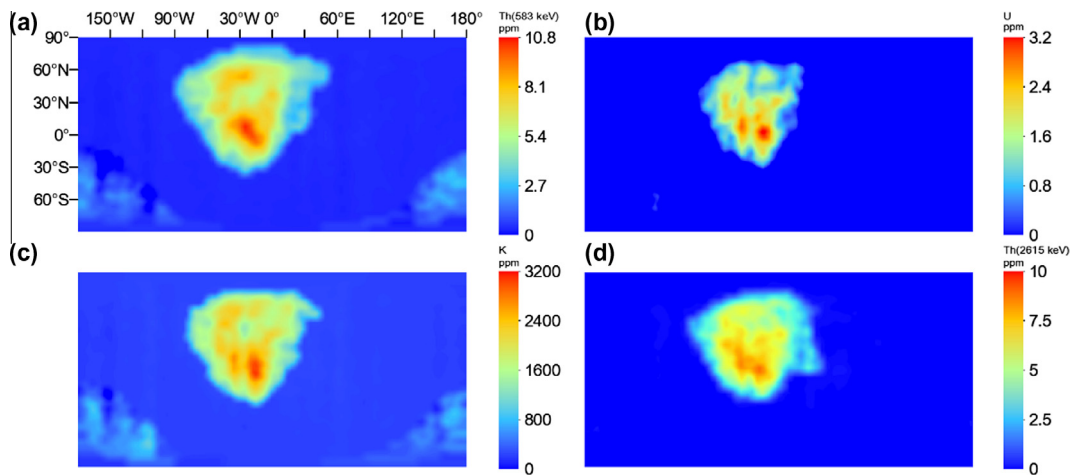 (a) 150°W 90°W 30°W 0° 60°E 120°E 180° Th(583 keV) (b) U
ppm ppm
90° 10.8 3.2
60°N 8.1 2.4
30°N
0° 5.4 1.6
30°S 2.7 0.8
60°S
0 0
(c) K (d) Th(2615 keV)
ppm ppm
3200 10
2400 7.5
1600 5
800 2.5
0 0